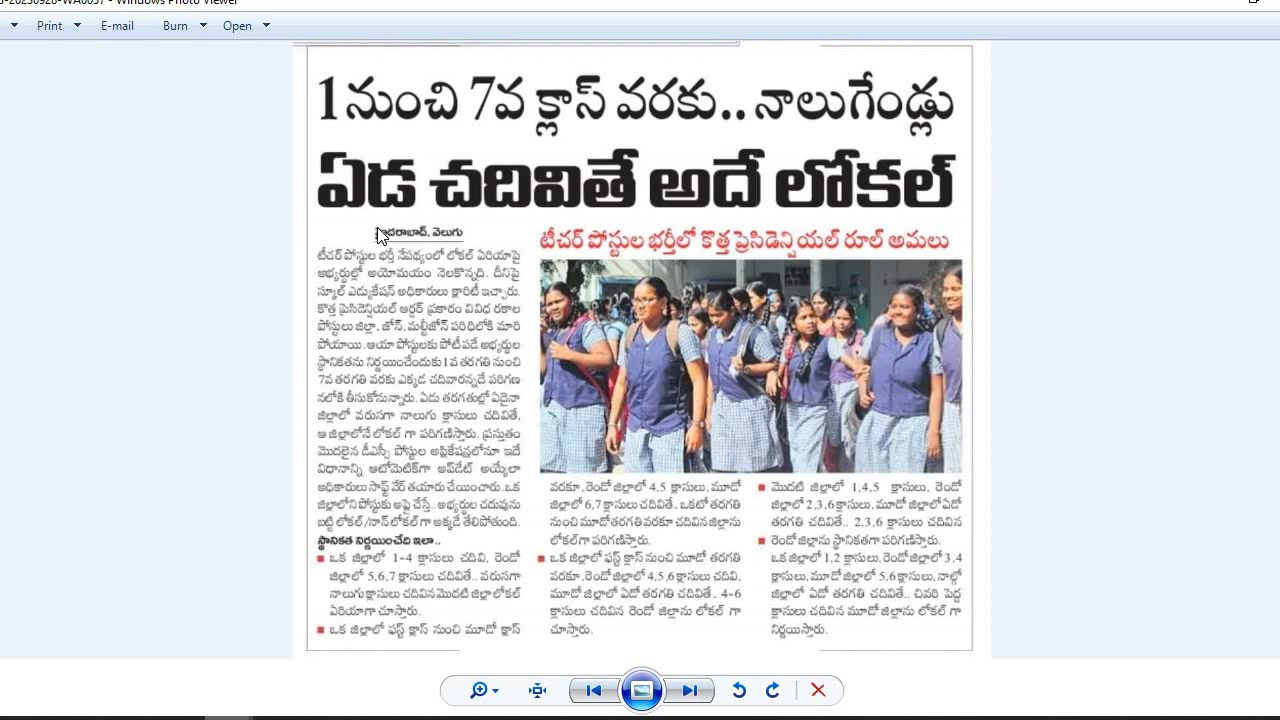 Windows Photo Viewer
Print E-mail Burn Open
1 నుంచి 7వ క్లాస్ వరకు.. నాలుగేండ్లు
ఏడ చదివితే అదే లోకల్
టీచర్ పోస్టుల భర్తీలో కొత్త ప్రెసిడెన్షియల్ రూల్ అమలు
హైదరాబాద్, వెలుగు
టీచర్ పోస్టుల భర్తీ నేపథ్యంలో లోకల్ ఏరియాపై
అభ్యర్థుల్లో అయోమయం నెలకొన్నది. దీనిపై
స్కూల్ ఎడ్యుకేషన్ అధికారులు క్లారిటీ ఇచ్చారు.
కొత్త ప్రెసిడెన్షియల్ ఆర్డర్ ప్రకారం వివిధ రకాల
పోస్టులు జిల్లా, జోన్, మల్టీజోన్ పరిధిలోకి మారి
పోయాయి. ఆయా పోస్టులకు పోటీ పడే అభ్యర్థుల
స్థానికతను నిర్ణయించేందుకు 1వ తరగతి నుంచి
7వ తరగతి వరకు ఎక్కడ చదివారన్నదే పరిగణ
నలోకి తీసుకోనున్నారు. ఏడు తరగతుల్లో ఏదైనా
జిల్లాలో వరుసగా నాలుగు క్లాసులు చదివితే,
ఆ జిల్లాలోనే లోకల్ గా పరిగణిస్తారు. ప్రస్తుతం
మొదలైన డీఎస్సీ పోస్టుల అప్లికేషన్లలోనూ ఇదే
విధానాన్ని ఆటోమెటిక్‌గా అప్‌డేట్ అయ్యేలా
అధికారులు సాఫ్ట్ వేర్ తయారు చేయించారు. ఒక
జిల్లాలోని పోస్టుకు అప్లై చేస్తే.. అభ్యర్థుల చదువును
బట్టి లోకల్/నాన్ లోకల్ గా అక్కడే తేలిపోతుంది.
స్థానికత నిర్ణయించేది ఇలా..
■ ఒక జిల్లాలో 1-4 క్లాసులు చదివి, రెండో
జిల్లాలో 5,6,7 క్లాసులు చదివితే.. వరుసగా
నాలుగు క్లాసులు చదివిన మొదటి జిల్లా లోకల్
ఏరియాగా చూస్తారు.
■ ఒక జిల్లాలో ఫస్ట్ క్లాస్ నుంచి మూడో క్లాస్
వరకూ, రెండో జిల్లాలో 4.5 క్లాసులు, మూడో
జిల్లాలో 6,7 క్లాసులు చదివితే.. ఒకటో తరగతి
నుంచి మూడో తరగతి వరకూ చదివిన జిల్లాను
లోకల్ గా పరిగణిస్తారు.
■ ఒక జిల్లాలో ఫస్ట్ క్లాస్ నుంచి మూడో తరగతి
వరకూ, రెండో జిల్లాలో 4,5,6 క్లాసులు చదివి,
మూడో జిల్లాలో ఏడో తరగతి చదివితే.. 4-6
క్లాసులు చదివిన రెండో జిల్లాను లోకల్ గా
చూస్తారు.
■ మొదటి జిల్లాలో 1,4,5 క్లాసులు, రెండో
జిల్లాలో 2,3,6 క్లాసులు, మూడో జిల్లాలో ఏడో
తరగతి చదివితే.. 2,3,6 క్లాసులు చదివిన
■ రెండో జిల్లాను స్థానికతగా పరిగణిస్తారు.
ఒక జిల్లాలో 1,2 క్లాసులు, రెండో జిల్లాలో 3,4
క్లాసులు, మూడో జిల్లాలో 5,6 క్లాసులు, నాల్గో
జిల్లాలో ఏడో తరగతి చదివితే.. చివరి పెద్ద
క్లాసులు చదివిన మూడో జిల్లాను లోకల్ గా
నిర్ణయిస్తారు.